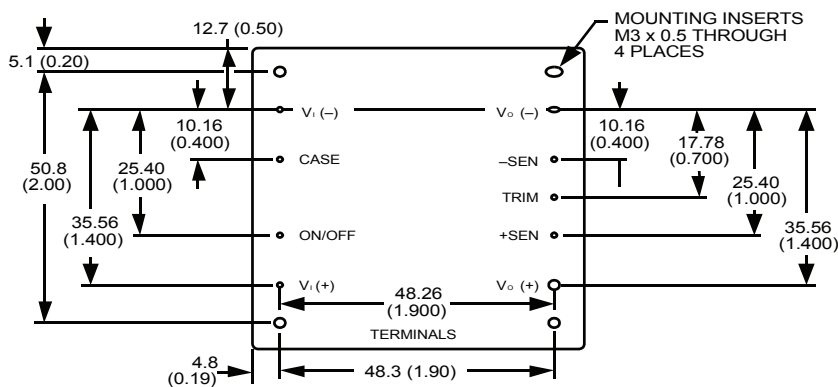 12.7 (0.50)
MOUNTING INSERTS
M3 x 0.5 THROUGH
4 PLACES
5.1 (0.20)
VI (–)
VO (–)
10.16
(0.400)
10.16
(0.400)
17.78
(0.700)
CASE
–SEN
50.8
(2.00)
25.40
(1.000)
25.40
(1.000)
TRIM
35.56
(1.400)
35.56
(1.400)
ON/OFF
+SEN
VI (+)
VO (+)
48.26
(1.900)
TERMINALS
4.8
(0.19)
48.3 (1.90)